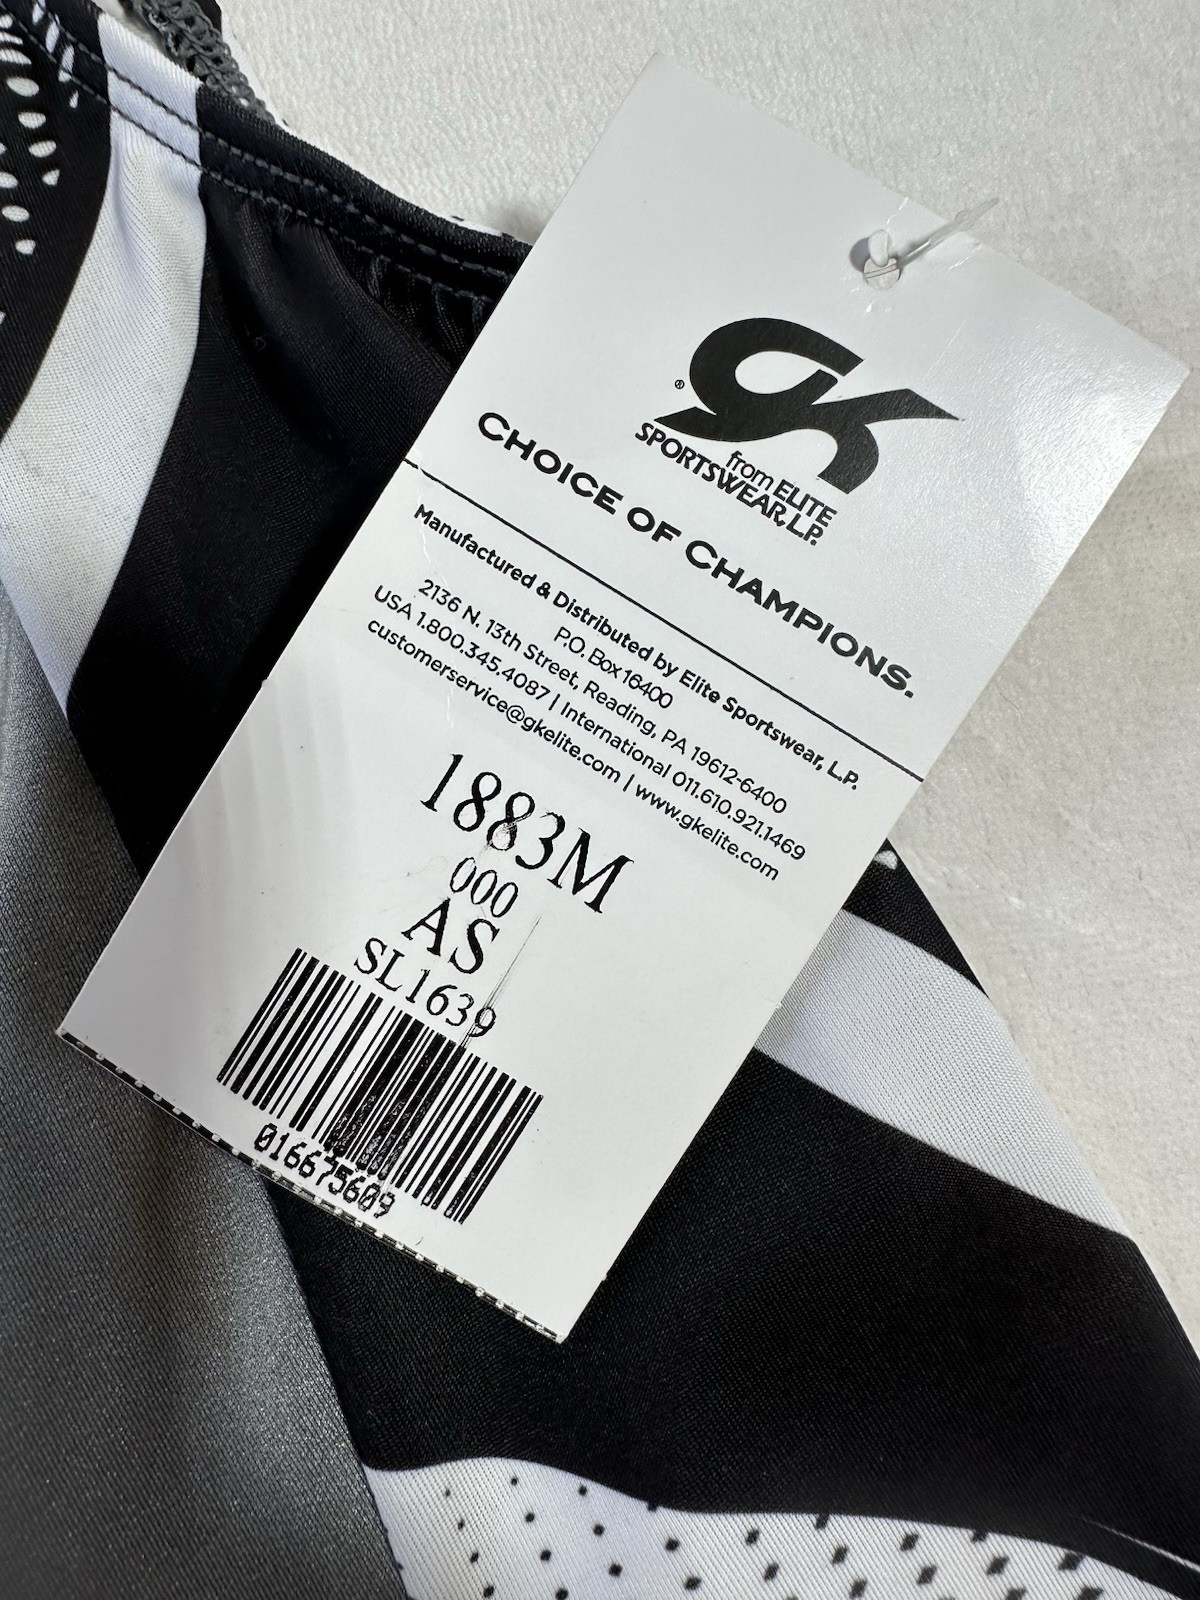 GK
®
from ELITE
SPORTSWEAR, L.P.
CHOICE OF CHAMPIONS.
Manufactured & Distributed by Elite Sportswear, L.P.
P.O. Box 16400
2136 N. 13th Street, Reading, PA 19612-6400
USA 1.800.345.4087 | International 011.610.921.1469
customerservice@gkelite.com | www.gkelite.com
1883M
000
AS
SL1639
016675609